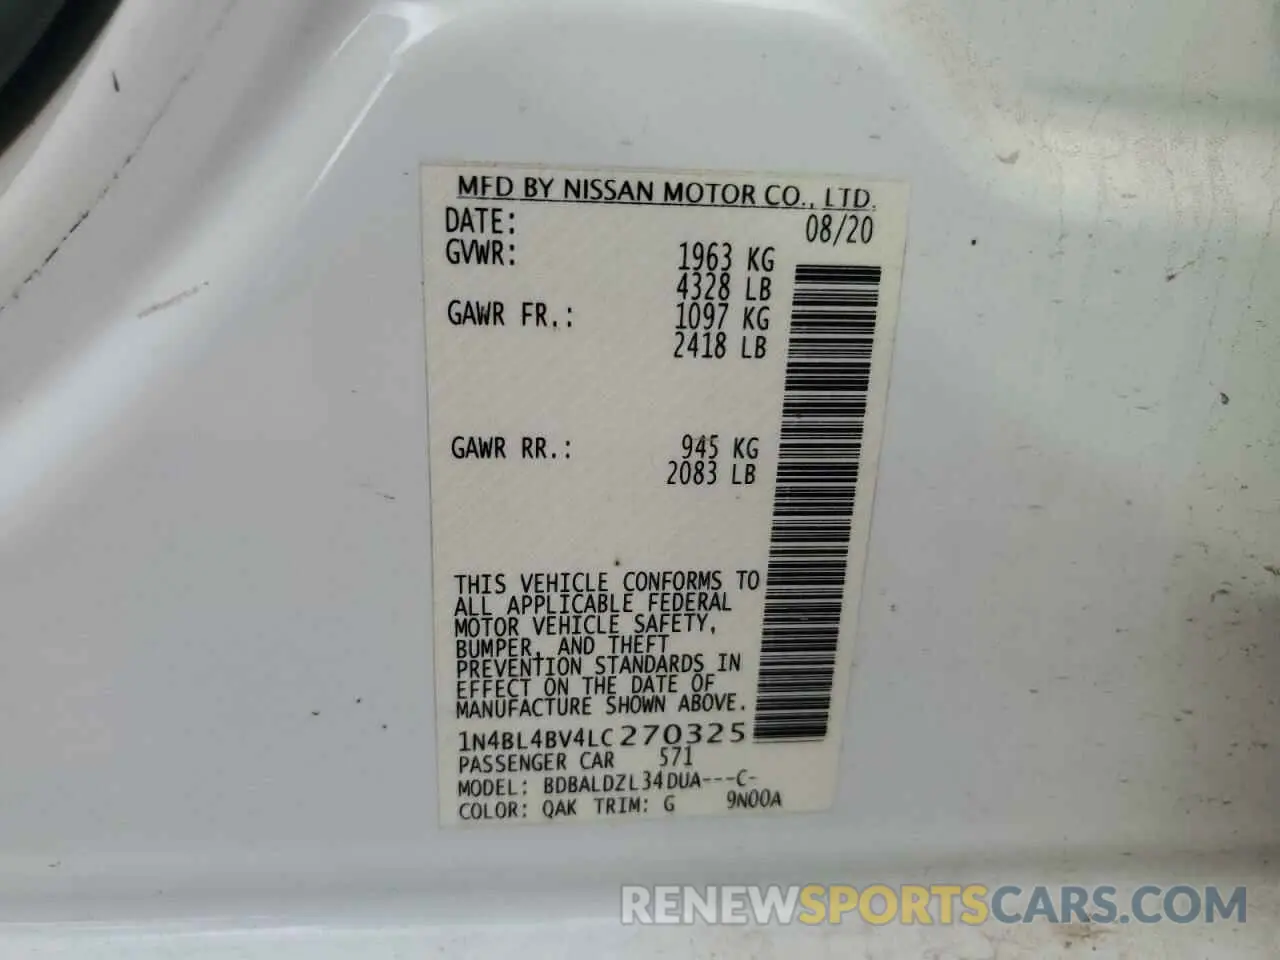 MFD BY NISSAN MOTOR CO., LTD.
DATE: 08/20
GVWR: 1963 KG
4328 LB
GAWR FR.: 1097 KG
2418 LB
GAWR RR.: 945 KG
2083 LB
THIS VEHICLE CONFORMS TO
ALL APPLICABLE FEDERAL
MOTOR VEHICLE SAFETY,
BUMPER, AND THEFT
PREVENTION STANDARDS IN
EFFECT ON THE DATE OF
MANUFACTURE SHOWN ABOVE.
1N4BL4BV4LC270325
PASSENGER CAR 571
MODEL: BDBALDZL34DUA---C-
COLOR: QAK TRIM: G 9N00A
RENEWSPORTSCARS.COM